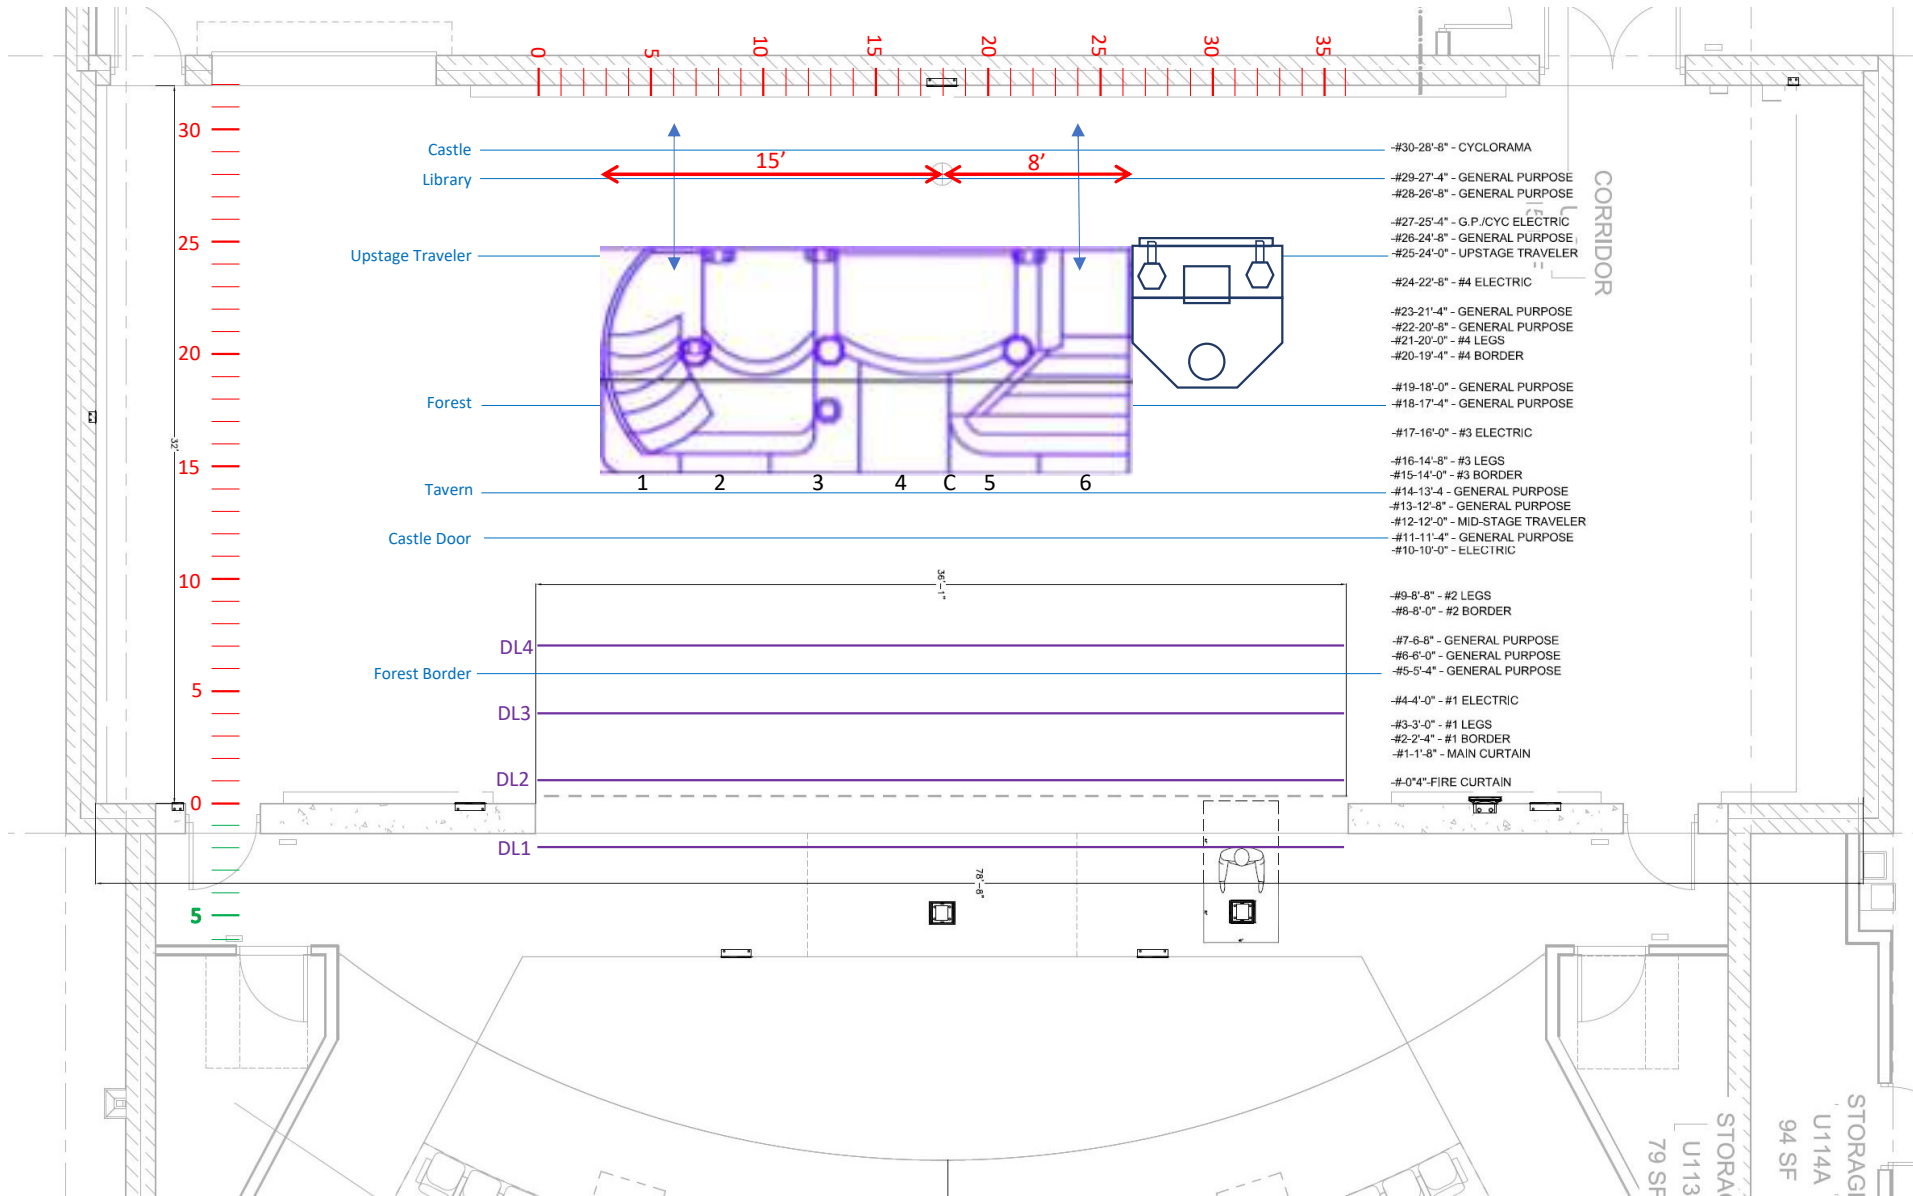 0
5
10
15
20
25
30
35
30
25
20
15
10
5
0
5
Castle
Library
Upstage Traveler
Forest
Tavern
Castle Door
Forest Border
15’
8’
1
2
3
4
C
5
6
32'
36'-1"
78'-8"
DL4
DL3
DL2
DL1
-#30-28'-8" - CYCLORAMA
-#29-27'-4" - GENERAL PURPOSE
-#28-26'-8" - GENERAL PURPOSE
-#27-25'-4" - G.P./CYC ELECTRIC
-#26-24'-8" - GENERAL PURPOSE
-#25-24'-0" - UPSTAGE TRAVELER
-#24-22'-8" - #4 ELECTRIC
-#23-21'-4" - GENERAL PURPOSE
-#22-20'-8" - GENERAL PURPOSE
-#21-20'-0" - #4 LEGS
-#20-19'-4" - #4 BORDER
-#19-18'-0" - GENERAL PURPOSE
-#18-17'-4" - GENERAL PURPOSE
-#17-16'-0" - #3 ELECTRIC
-#16-14'-8" - #3 LEGS
-#15-14'-0" - #3 BORDER
-#14-13'-4 - GENERAL PURPOSE
-#13-12'-8" - GENERAL PURPOSE
-#12-12'-0" - MID-STAGE TRAVELER
-#11-11'-4" - GENERAL PURPOSE
-#10-10'-0" - ELECTRIC
-#9-8'-8" - #2 LEGS
-#8-8'-0" - #2 BORDER
-#7-6-8" - GENERAL PURPOSE
-#6-6'-0" - GENERAL PURPOSE
-#5-5'-4" - GENERAL PURPOSE
-#4-4'-0" - #1 ELECTRIC
-#3-3'-0" - #1 LEGS
-#2-2'-4" - #1 BORDER
-#1-1'-8" - MAIN CURTAIN
-#-0"4"-FIRE CURTAIN
CORRIDOR
STORAG
U114A
94 SF
STORAG
U113
79 SF